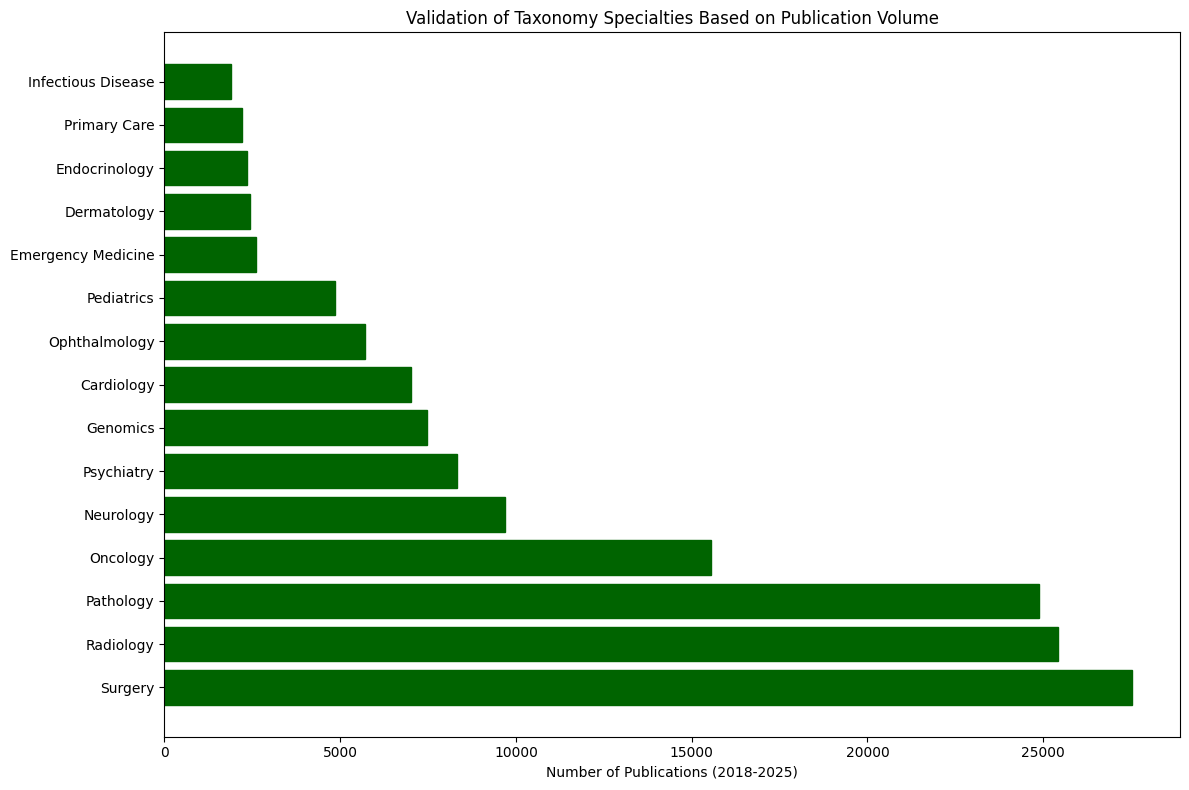 Validation of Taxonomy Specialties Based on Publication Volume
Infectious Disease
Primary Care
Endocrinology
Dermatology
Emergency Medicine
Pediatrics
Ophthalmology
Cardiology
Genomics
Psychiatry
Neurology
Oncology
Pathology
Radiology
Surgery
0 5000 10000 15000 20000 25000
Number of Publications (2018-2025)